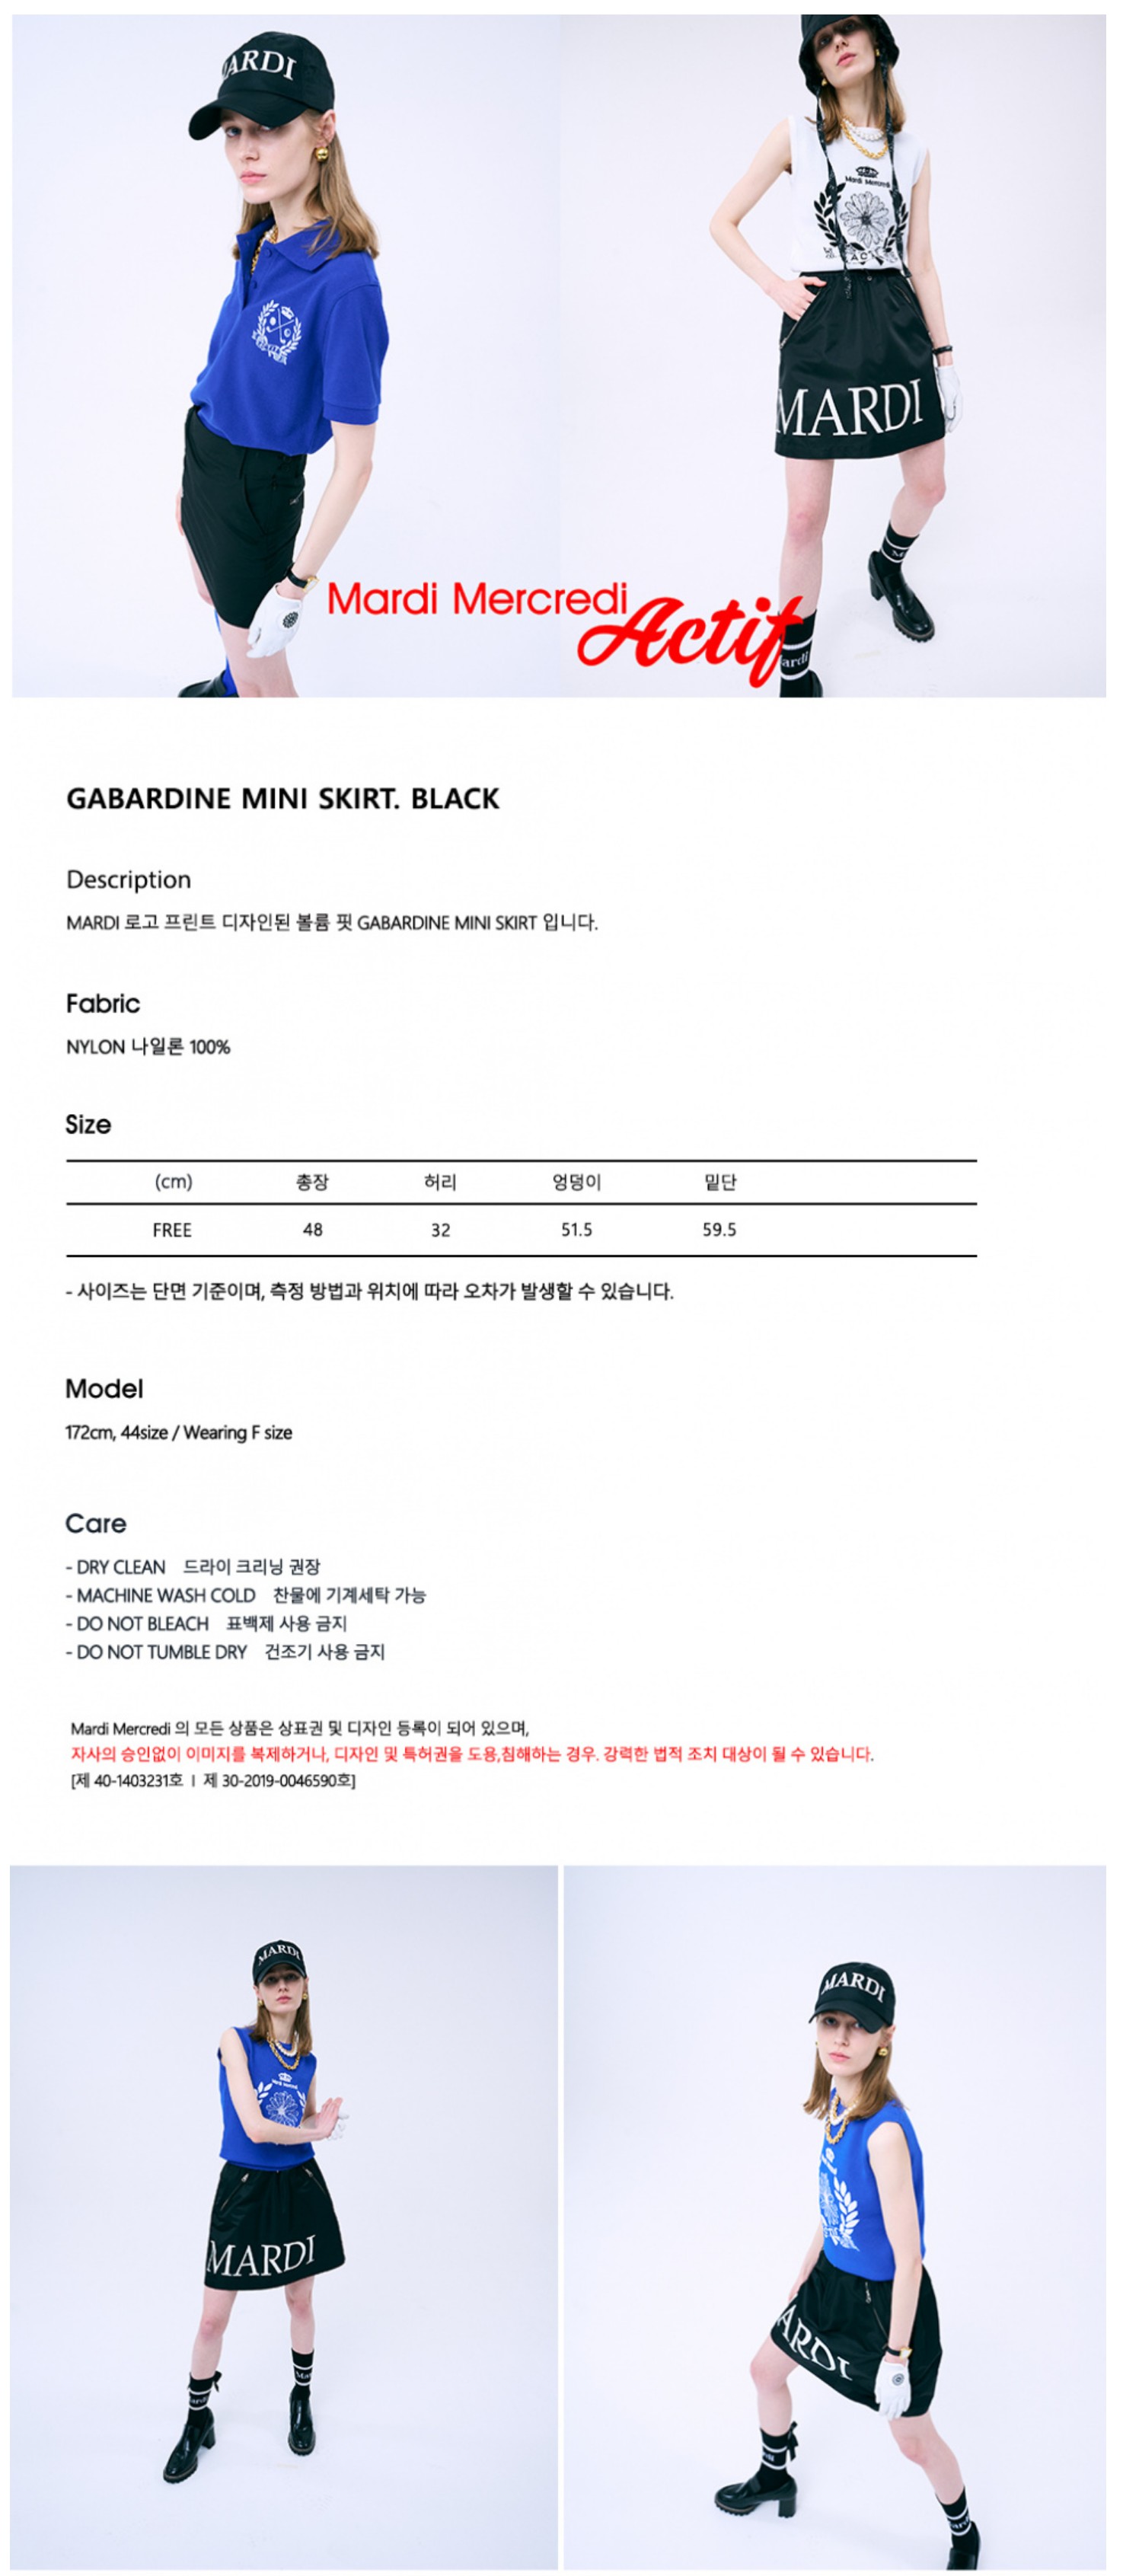 MARDI
Mardi Mercredi
ACTIF
MARDI
Mardi Mercredi Actif
GABARDINE MINI SKIRT. BLACK
Description
MARDI 로고 프린트 디자인된 볼륨 핏 GABARDINE MINI SKIRT 입니다.
Fabric
NYLON 나일론 100%
Size
(cm) 총장 허리 엉덩이 밑단
FREE 48 32 51.5 59.5
- 사이즈는 단면 기준이며, 측정 방법과 위치에 따라 오차가 발생할 수 있습니다.
Model
172cm, 44size / Wearing F size
Care
- DRY CLEAN 드라이 크리닝 권장
- MACHINE WASH COLD 찬물에 기계세탁 가능
- DO NOT BLEACH 표백제 사용 금지
- DO NOT TUMBLE DRY 건조기 사용 금지
Mardi Mercredi 의 모든 상품은 상표권 및 디자인 등록이 되어 있으며,
자사의 승인없이 이미지를 복제하거나, 디자인 및 특허권을 도용,침해하는 경우. 강력한 법적 조치 대상이 될 수 있습니다.
[제 40-1403231호 I 제 30-2019-0046590호]
MARDI
MARDI
MARDI
ARDI